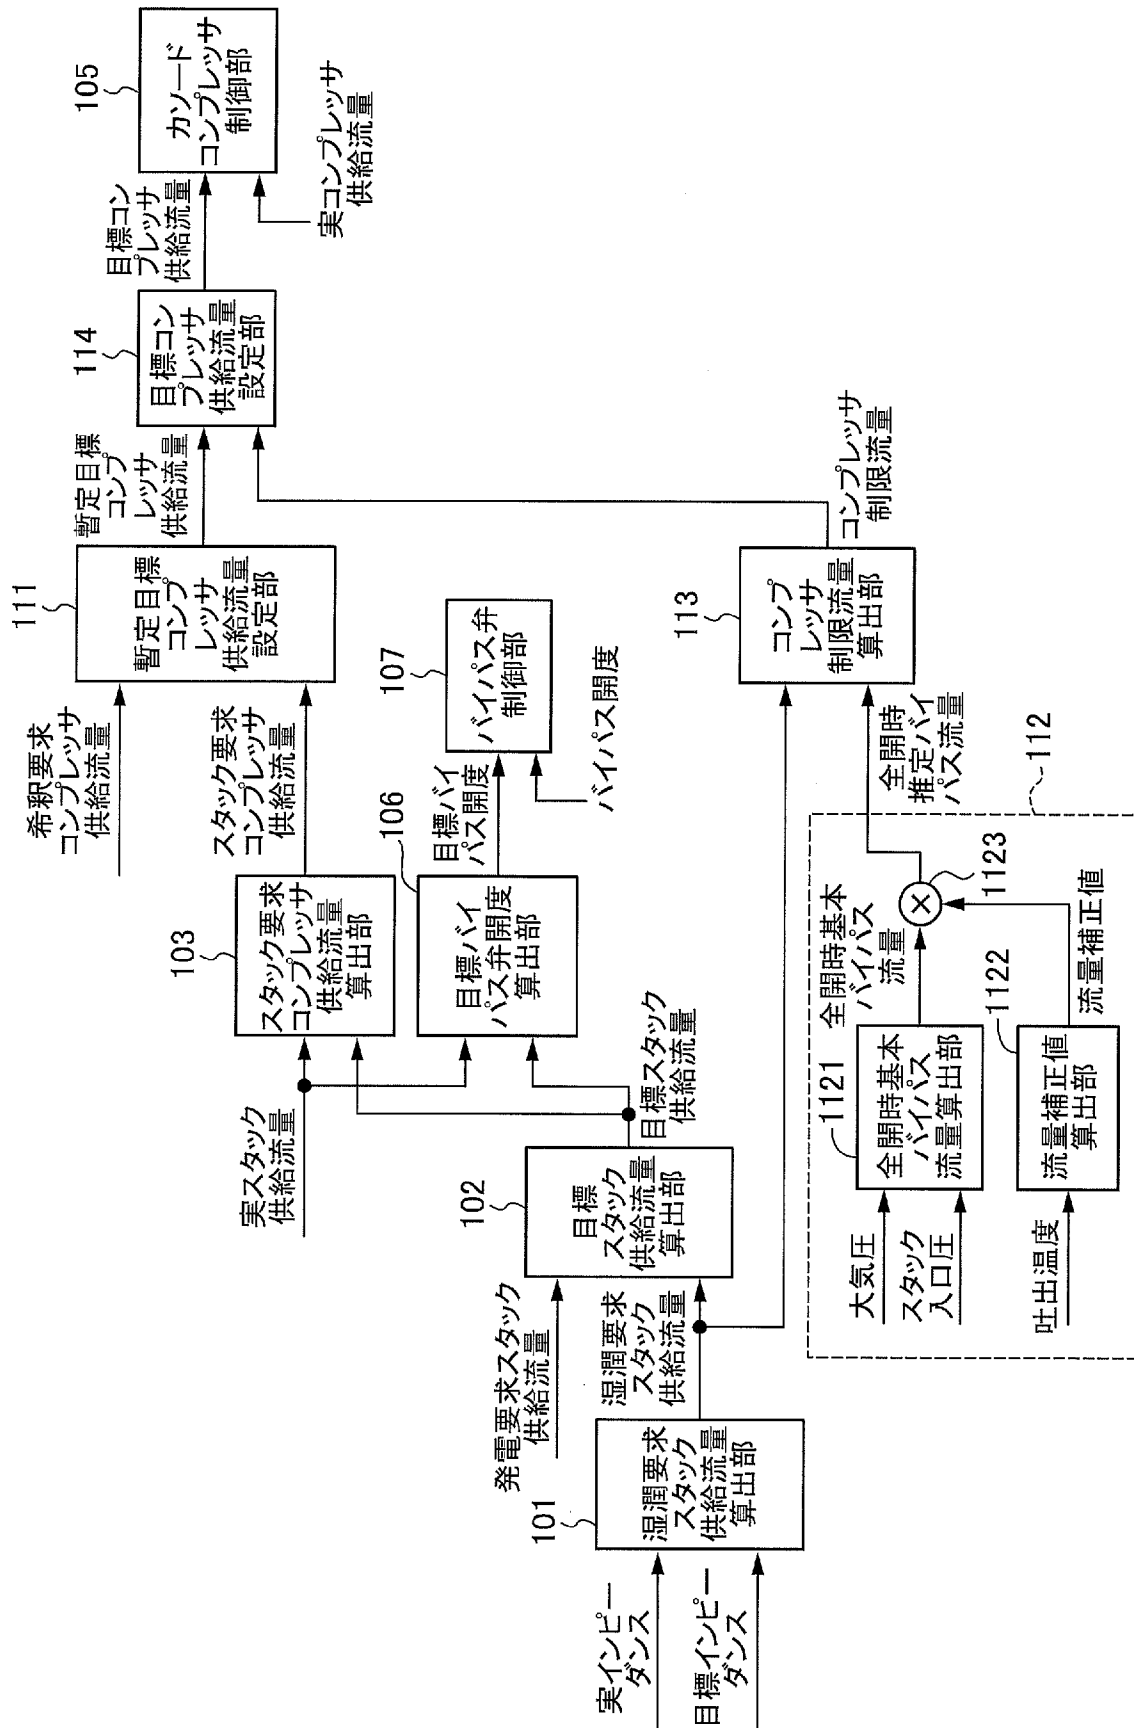 実インピー
ダンス
目標インピー
ダンス
101
湿潤要求
スタック
供給流量
算出部
湿潤要求
スタック
供給流量
発電要求スタック
供給流量
102
目標
スタック
供給流量
算出部
目標スタック
供給流量
実スタック
供給流量
103
スタック要求
コンプレッサ
供給流量
算出部
スタック要求
コンプレッサ
供給流量
106
目標バイ
パス弁開度
算出部
目標バイ
パス開度
バイパス開度
107
バイパス弁
制御部
希釈要求
コンプレッサ
供給流量
111
暫定目標
コンプ
レッサ
供給流量
設定部
暫定目標
コンプ
レッサ
供給流量
大気圧
スタック
入口圧
1121
全開時基本
バイパス
流量算出部
全開時基本
バイパス
流量
吐出温度
1122
流量補正値
算出部
流量補正値
1123
112
全開時
推定バイ
パス流量
113
コンプ
レッサ
制限流量
算出部
コンプレッサ
制限流量
114
目標コン
プレッサ
供給流量
設定部
目標コン
プレッサ
供給流量
実コンプレッサ
供給流量
105
カソード
コンプレッサ
制御部